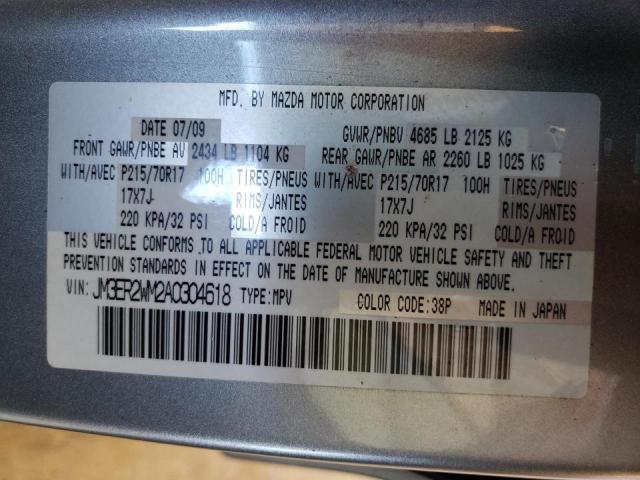 MFD. BY MAZDA MOTOR CORPORATION
DATE 07/09 GVWR/PNBV 4685 LB 2125 KG
FRONT GAWR/PNBE AV 2434 LB 1104 KG REAR GAWR/PNBE AR 2260 LB 1025 KG
WITH/AVEC P215/70R17 100H TIRES/PNEUS WITH/AVEC P215/70R17 100H TIRES/PNEUS
17X7J RIMS/JANTES 17X7J RIMS/JANTES
220 KPA/32 PSI COLD/A FROID 220 KPA/32 PSI COLD/A FROID
THIS VEHICLE CONFORMS TO ALL APPLICABLE FEDERAL MOTOR VEHICLE SAFETY AND THEFT
PREVENTION STANDARDS IN EFFECT ON THE DATE OF MANUFACTURE SHOWN ABOVE.
VIN: JM3ER2WM2A0304618 TYPE:MPV COLOR CODE:38P MADE IN JAPAN